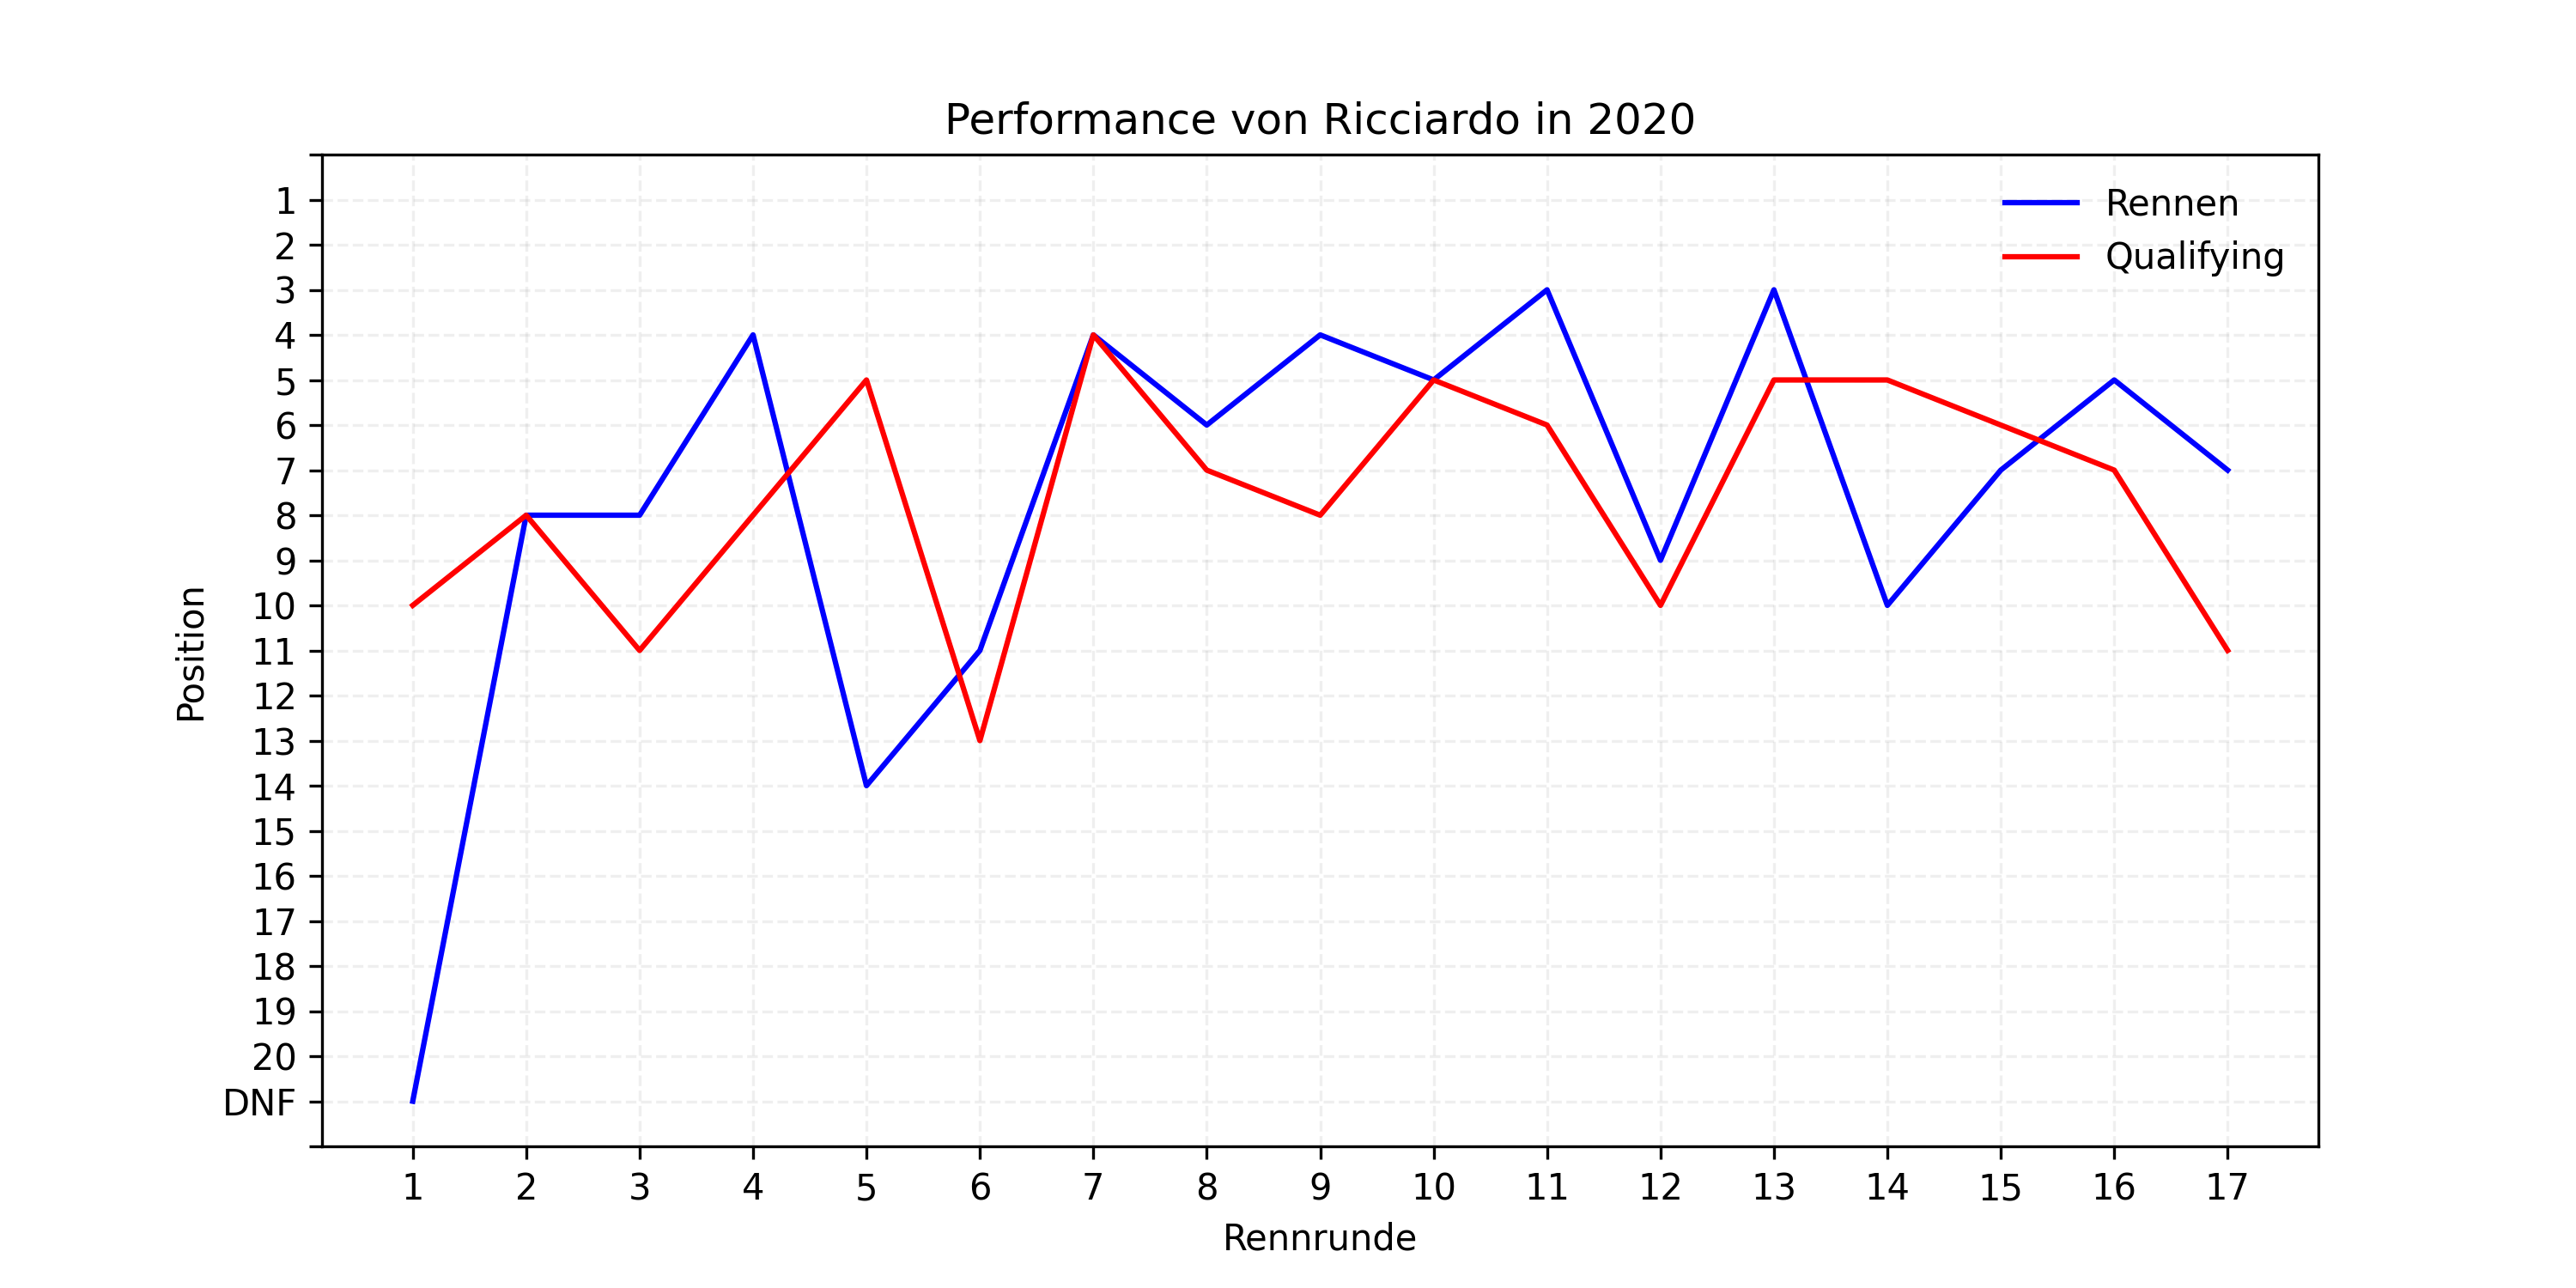 Performance von Ricciardo in 2020
Rennen
Qualifying
Position
1
2
3
4
5
6
7
8
9
10
11
12
13
14
15
16
17
18
19
20
DNF
1 2 3 4 5 6 7 8 9 10 11 12 13 14 15 16 17
Rennrunde